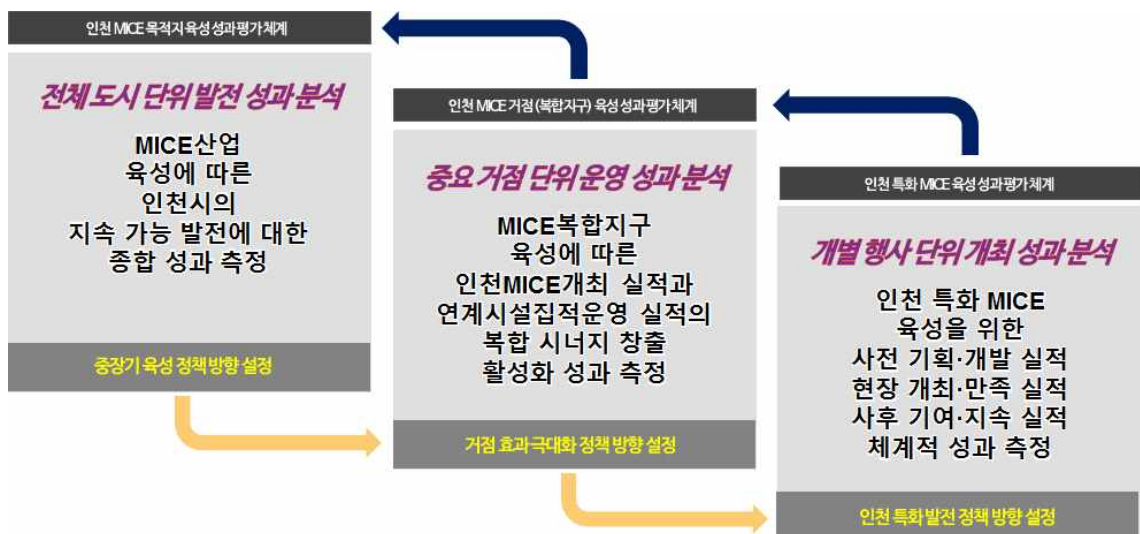 인천 MICE 목적지 육성 성과평가체계
전체 도시 단위 발전 성과 분석
MICE산업
육성에 따른
인천시의
지속 가능 발전에 대한
종합 성과 측정
중장기 육성 정책 방향 설정
인천 MICE 거점(복합지구) 육성 성과평가체계
중요 거점 단위 운영 성과 분석
MICE복합지구
육성에 따른
인천MICE개최 실적과
연계시설집적운영 실적의
복합 시너지 창출
활성화 성과 측정
거점 효과 극대화 정책 방향 설정
인천 특화 MICE 육성 성과평가체계
개별 행사 단위 개최 성과 분석
인천 특화 MICE
육성을 위한
사전 기획·개발 실적
현장 개최·만족 실적
사후 기여·지속 실적
체계적 성과 측정
인천 특화 발전 정책 방향 설정